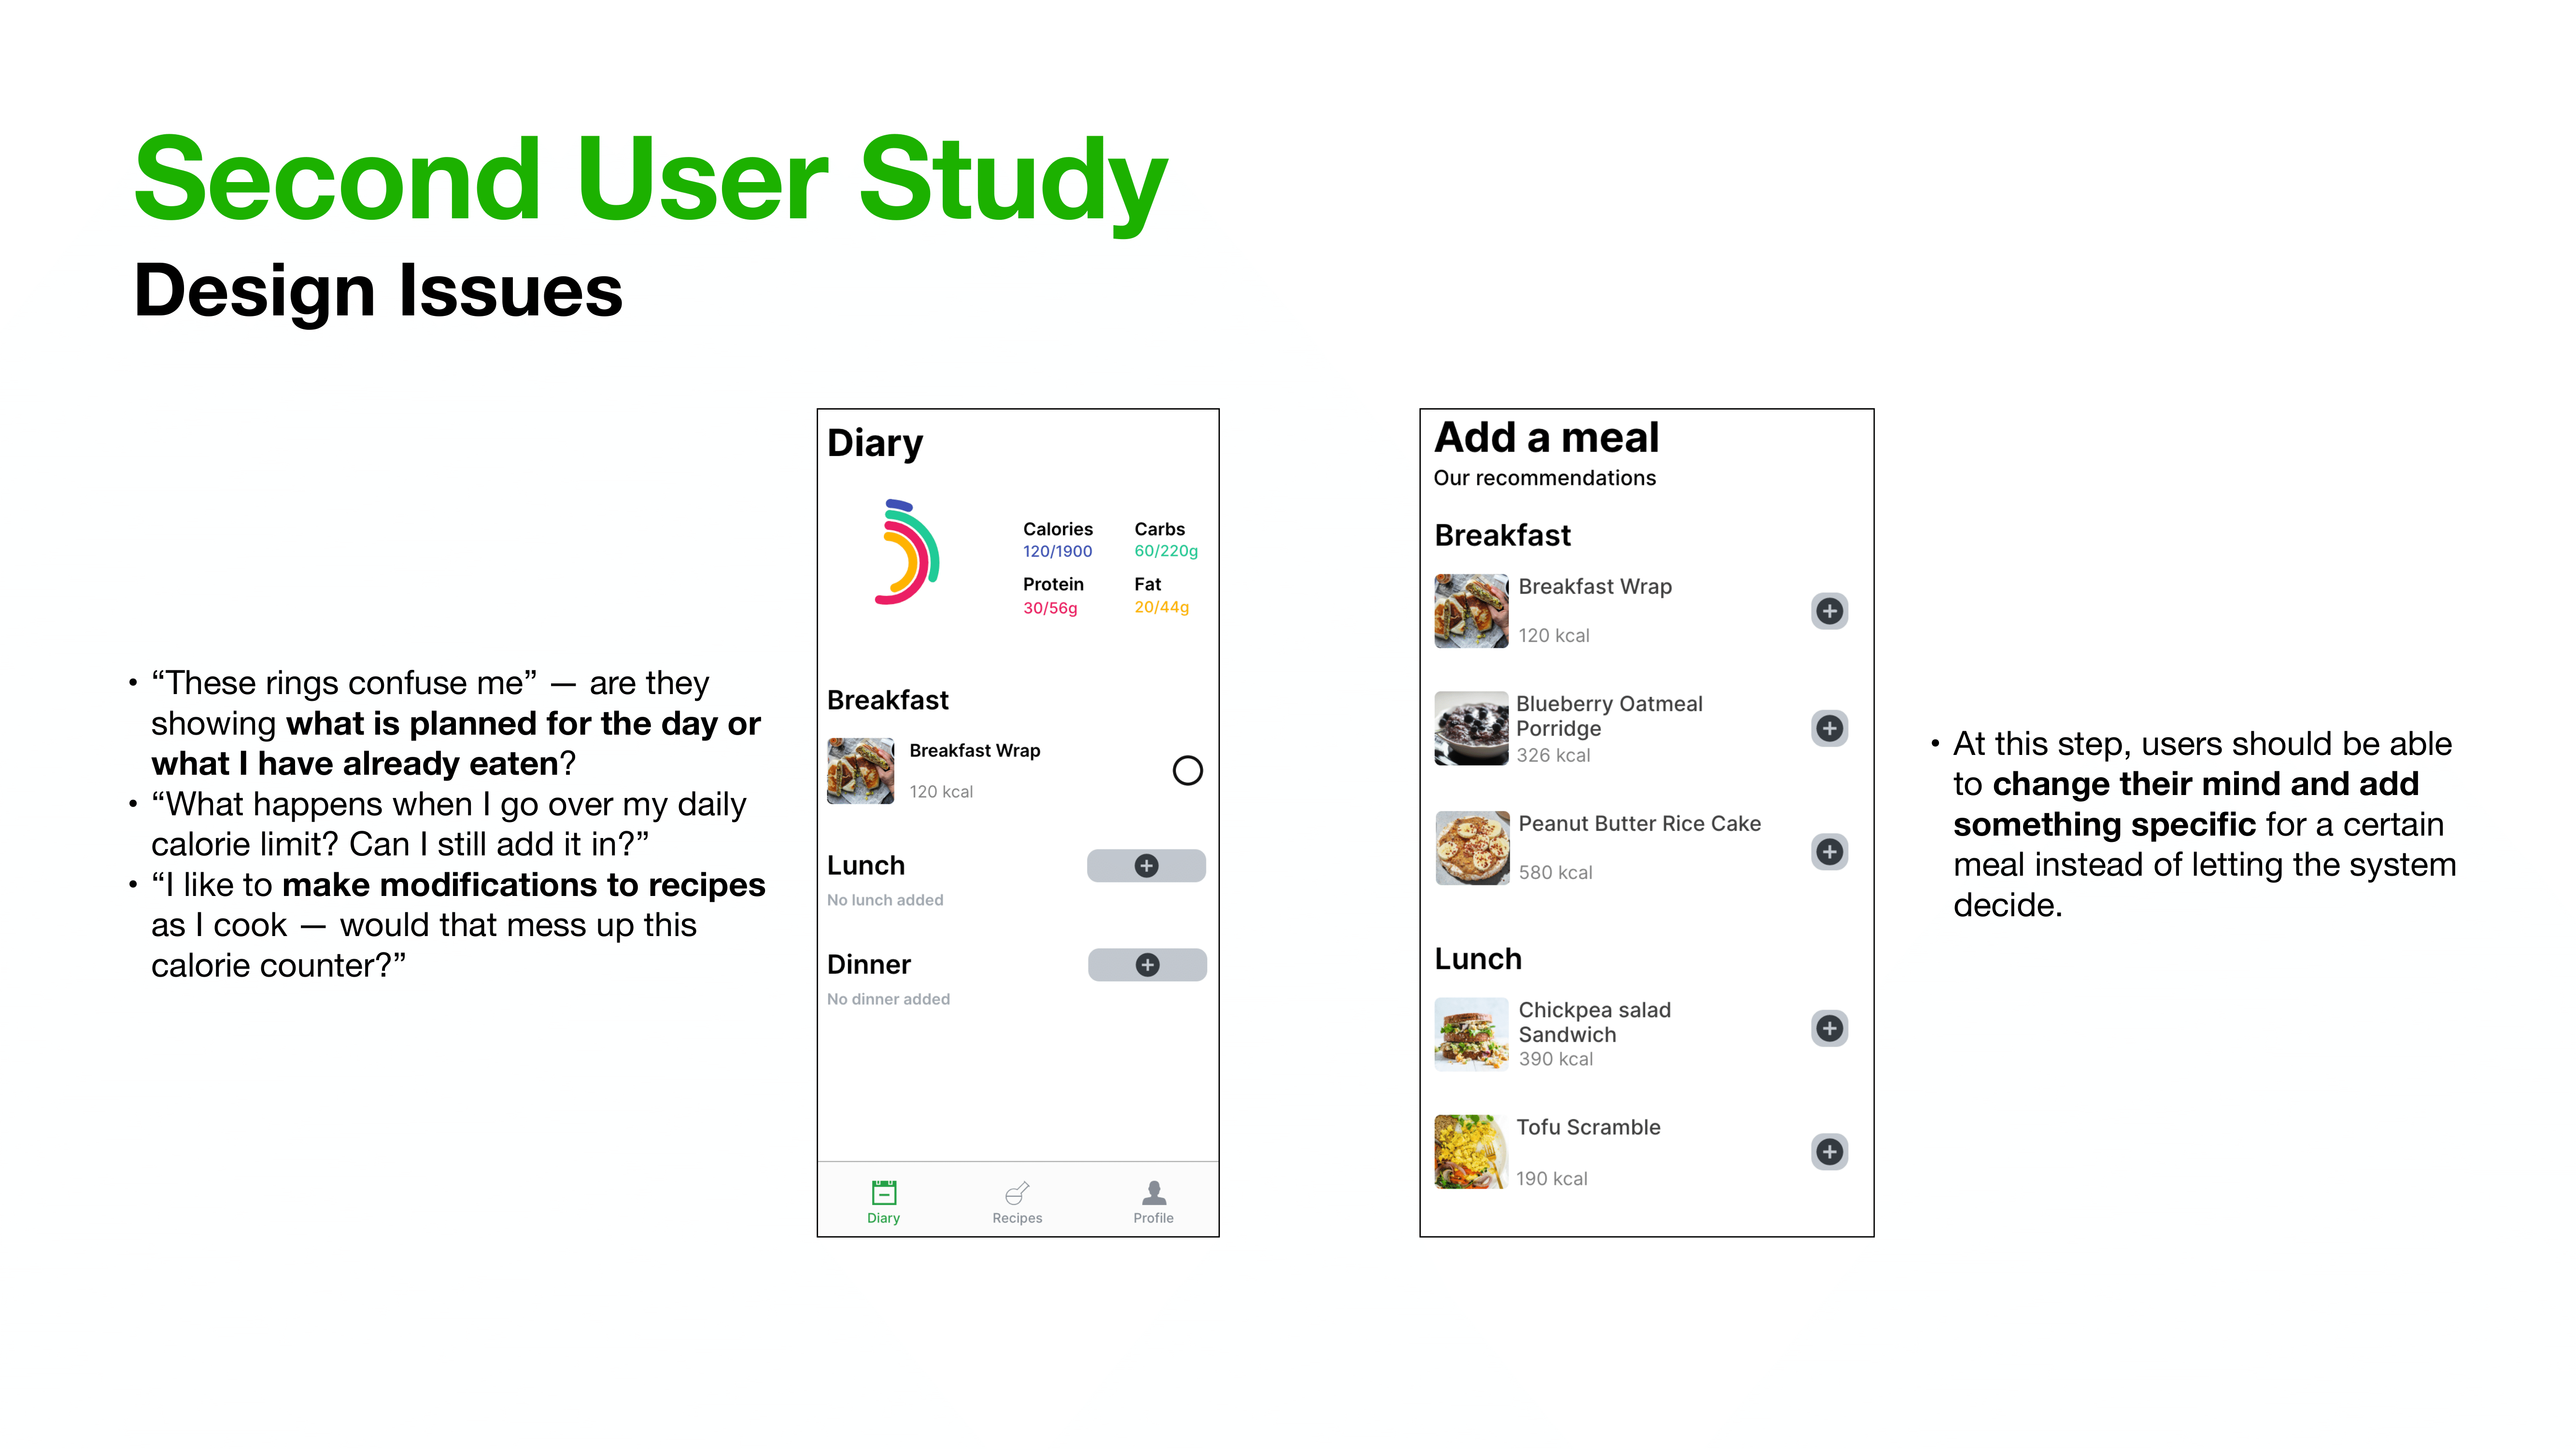 Second User Study
Design Issues
• “These rings confuse me” — are they
showing what is planned for the day or
what I have already eaten?
• “What happens when I go over my daily
calorie limit? Can I still add it in?”
• “I like to make modifications to recipes
as I cook — would that mess up this
calorie counter?”
Diary
Calories
Carbs
120/1900
60/220g
Protein
Fat
30/56g
20/44g
Breakfast
Breakfast Wrap
120 kcal
Lunch
No lunch added
Dinner
No dinner added
Diary
Recipes
Profile
Add a meal
Our recommendations
Breakfast
Breakfast Wrap
120 kcal
Blueberry Oatmeal
Porridge
326 kcal
Peanut Butter Rice Cake
580 kcal
Lunch
Chickpea salad
Sandwich
390 kcal
Tofu Scramble
190 kcal
• At this step, users should be able
to change their mind and add
something specific for a certain
meal instead of letting the system
decide.